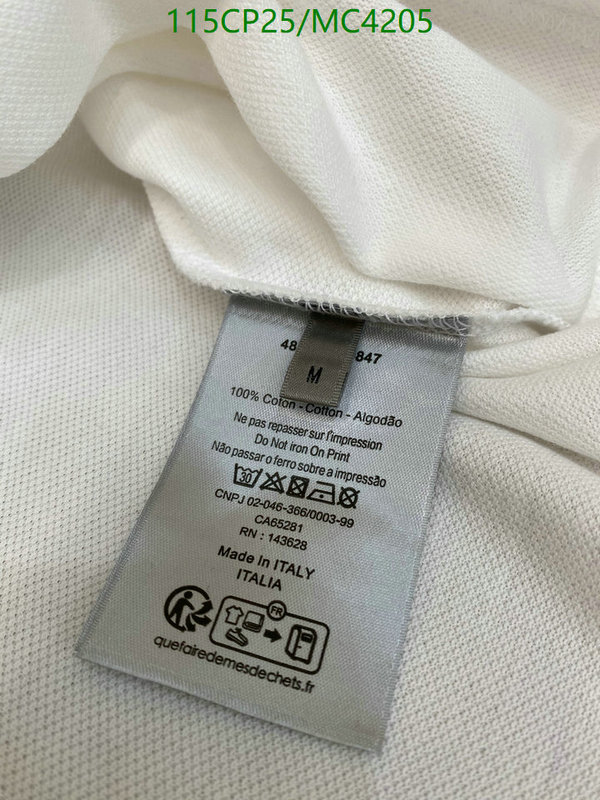 115CP25/MC4205
48 847
M
100% Coton - Cotton - Algodão
Ne pas repasser sur l'impression
Do Not iron On Print
Não passar o ferro sobre a impressão
30
CNPJ 02-046-366/0003-99
CA65281
RN : 143628
Made In ITALY
ITALIA
FR
quefairedemesdechets.fr